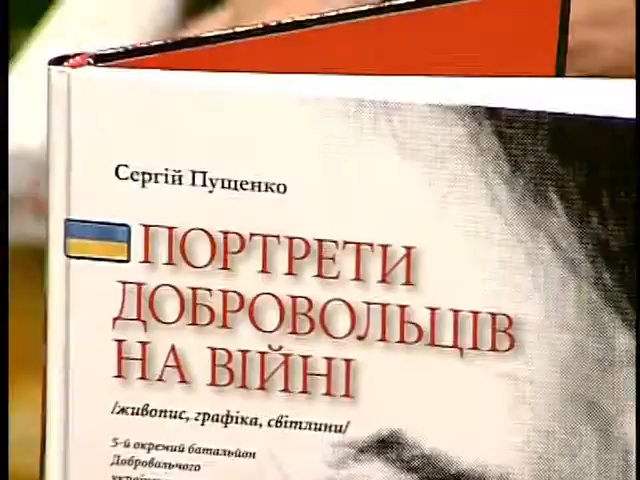 Сергій Пущенко
ПОРТРЕТИ
ДОБРОВОЛЬЦІВ
НА ВІЙНІ
/живопис, графіка, світлини/
5-й окремий батальйон
Добровольчого